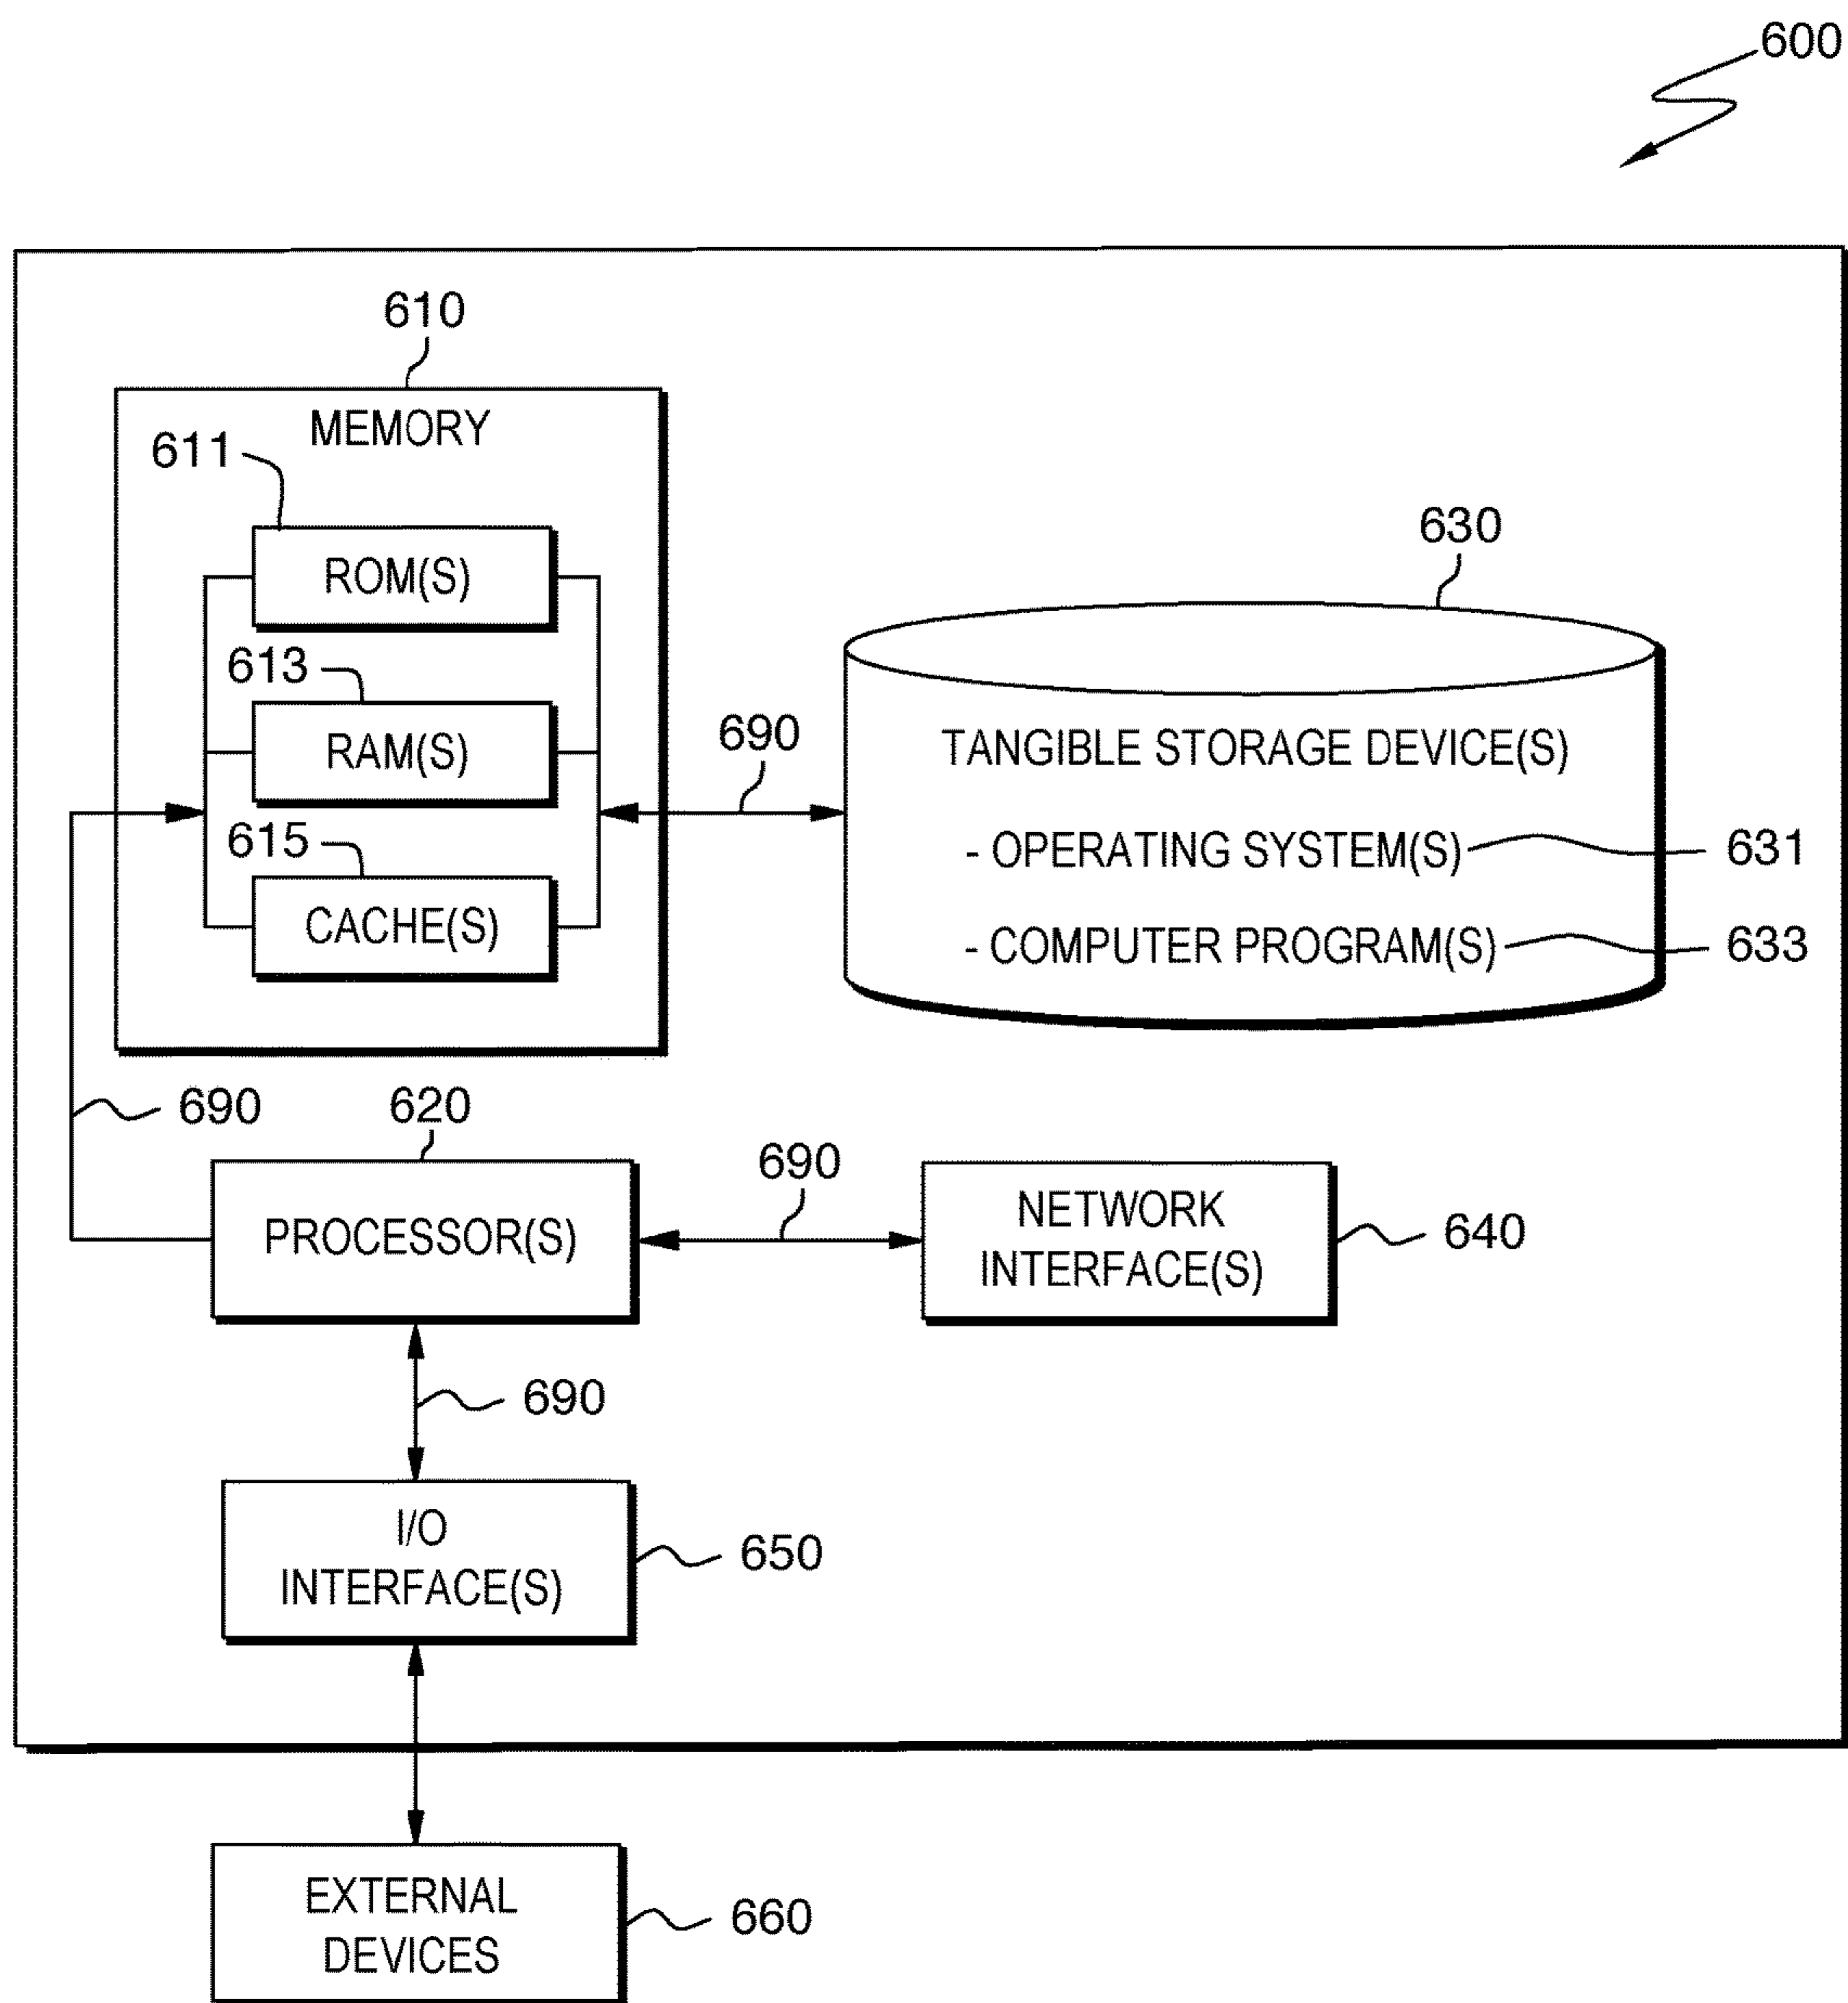 600
610
MEMORY
611
ROM(S)
630
613
RAM(S)
690
TANGIBLE STORAGE DEVICE(S)
615
- OPERATING SYSTEM(S)
631
CACHE(S)
- COMPUTER PROGRAM(S)
633
690
620
690
PROCESSOR(S)
NETWORK
INTERFACE(S)
640
690
I/O
INTERFACE(S)
650
EXTERNAL
DEVICES
660